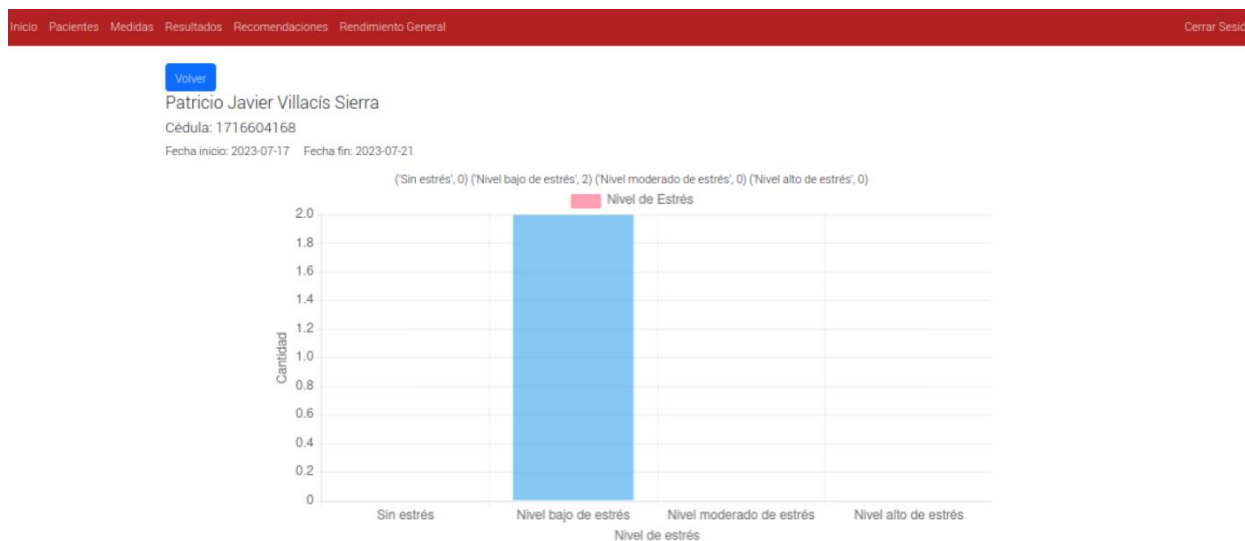 Inicio Pacientes Medidas Resultados Recomendaciones Rendimiento General Cerrar Sesió
Volver
Patricio Javier Villacís Sierra
Cédula: 1716604168
Fecha inicio: 2023-07-17 Fecha fin: 2023-07-21
('Sin estrés', 0) ('Nivel bajo de estrés', 2) ('Nivel moderado de estrés', 0) ('Nivel alto de estrés', 0)
Nivel de Estrés
2.0
1.8
1.6
1.4
1.2
1.0
0.8
0.6
0.4
0.2
0
Cantidad
Sin estrés Nivel bajo de estrés Nivel moderado de estrés Nivel alto de estrés
Nivel de estrés